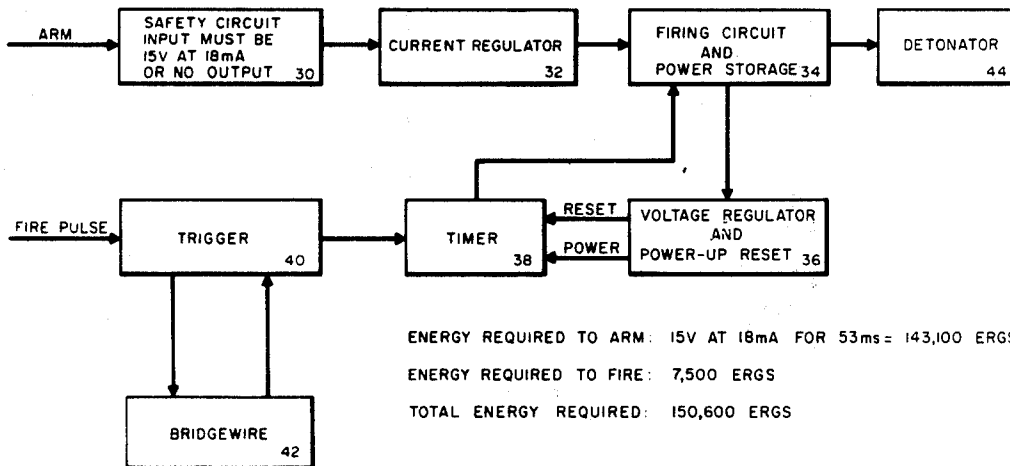 ARM
SAFETY CIRCUIT
INPUT MUST BE
15V AT 18mA
OR NO OUTPUT 30
CURRENT REGULATOR
32
FIRING CIRCUIT
AND
POWER STORAGE 34
DETONATOR
44
FIRE PULSE
TRIGGER
40
TIMER
38
RESET
POWER
VOLTAGE REGULATOR
AND
POWER-UP RESET 36
BRIDGEWIRE
42
ENERGY REQUIRED TO ARM: 15V AT 18mA FOR 53ms = 143,100 ERGS
ENERGY REQUIRED TO FIRE: 7,500 ERGS
TOTAL ENERGY REQUIRED: 150,600 ERGS